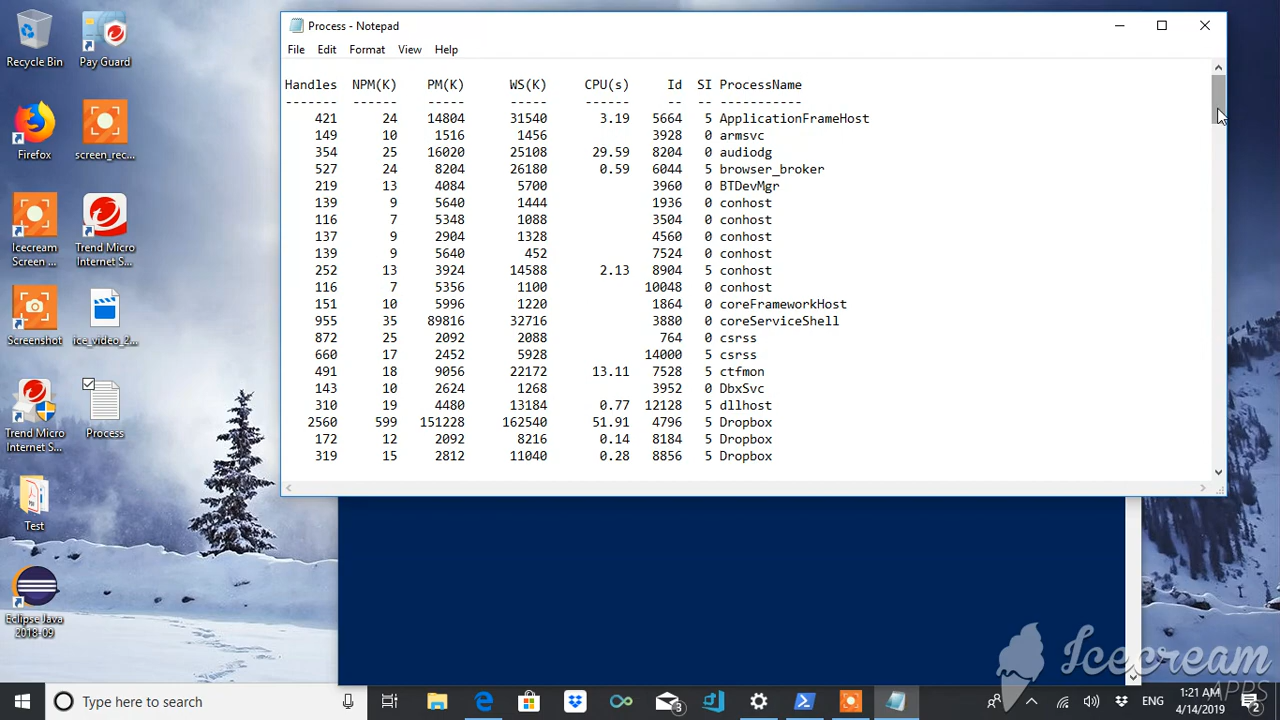 Process - Notepad
File Edit Format View Help
Handles NPM(K) PM(K) WS(K) CPU(s) Id SI ProcessName
------- ------ ----- ----- ------ -- -- -----------
421 24 14804 31540 3.19 5664 5 ApplicationFrameHost
149 10 1516 1456 3928 0 armsvc
354 25 16020 25108 29.59 8204 0 audiodg
527 24 8204 26180 0.59 6044 5 browser_broker
219 13 4084 5700 3960 0 BTDevMgr
139 9 5640 1444 1936 0 conhost
116 7 5348 1088 3504 0 conhost
137 9 2904 1328 4560 0 conhost
139 9 5640 452 7524 0 conhost
252 13 3924 14588 2.13 8904 5 conhost
116 7 5356 1100 10048 0 conhost
151 10 5996 1220 1864 0 coreFrameworkHost
955 35 89816 32716 3880 0 coreServiceShell
872 25 2092 2088 764 0 csrss
660 17 2452 5928 14000 5 csrss
491 18 9056 22172 13.11 7528 5 ctfmon
143 10 2624 1268 3952 0 DbxSvc
310 19 4480 13184 0.77 12128 5 dllhost
2560 599 151228 162540 51.91 4796 5 Dropbox
172 12 2092 8216 0.14 8184 5 Dropbox
319 15 2812 11040 0.28 8856 5 Dropbox
Recycle Bin
Pay Guard
Firefox
screen_rec...
Icecream
Screen ...
Trend Micro
Internet S...
Screenshot
ice_video_2...
Trend Micro
Internet S...
Process
Test
PDF
Eclipse Java
2018-09
Icecream
APPS
Type here to search
3
ENG
1:21 AM
4/14/2019
2